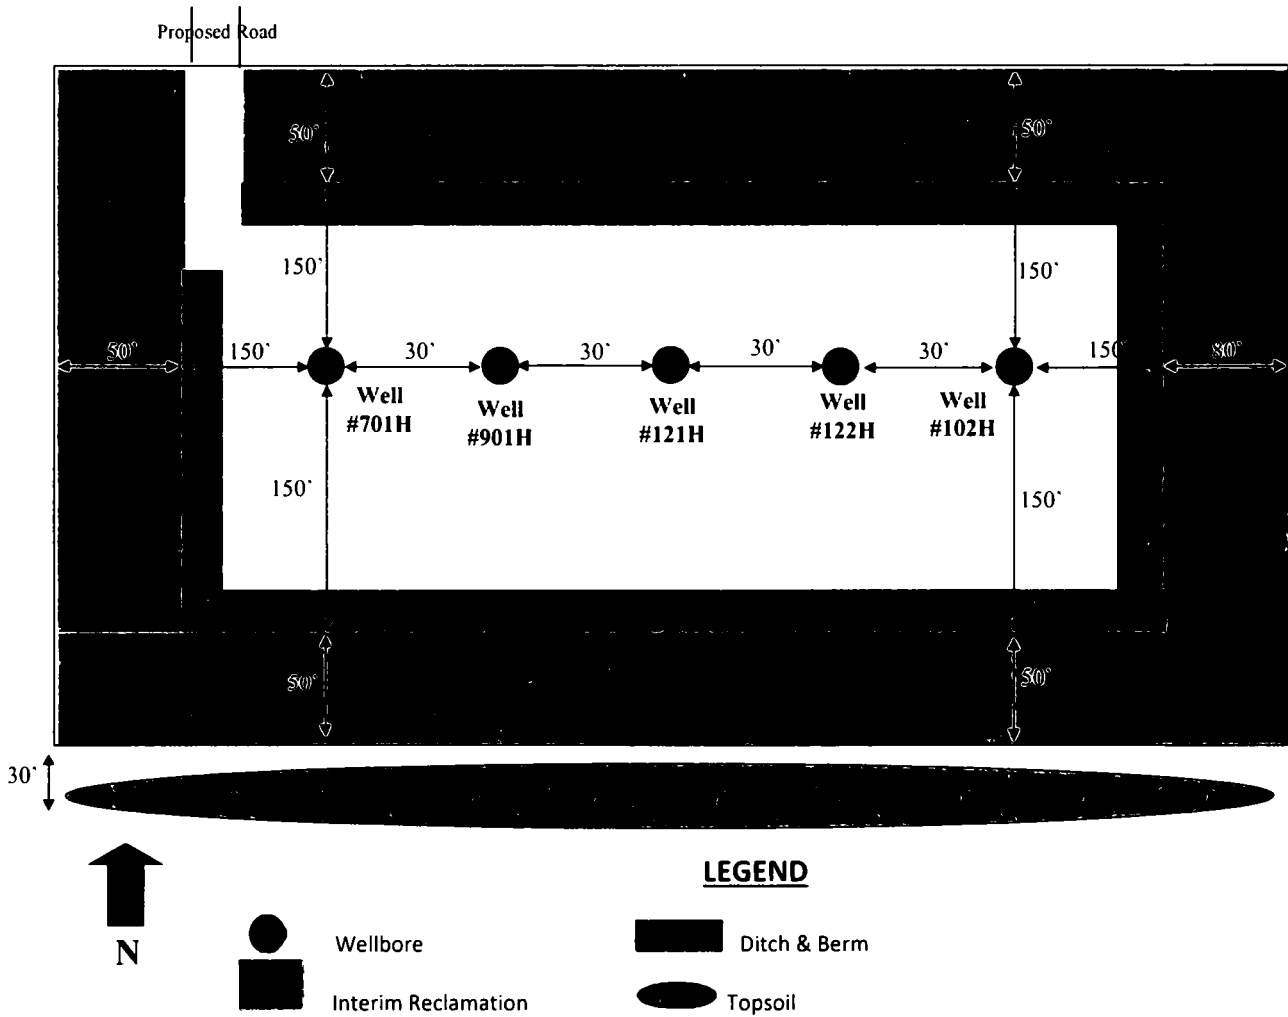 Proposed Road
50'
50'
150'
150'
50'
150'
30'
30'
30'
30'
150'
80'
Well
#701H
Well
#901H
Well
#121H
Well
#122H
Well
#102H
150'
150'
50'
50'
30'
LEGEND
N
Wellbore
Ditch & Berm
Interim Reclamation
Topsoil